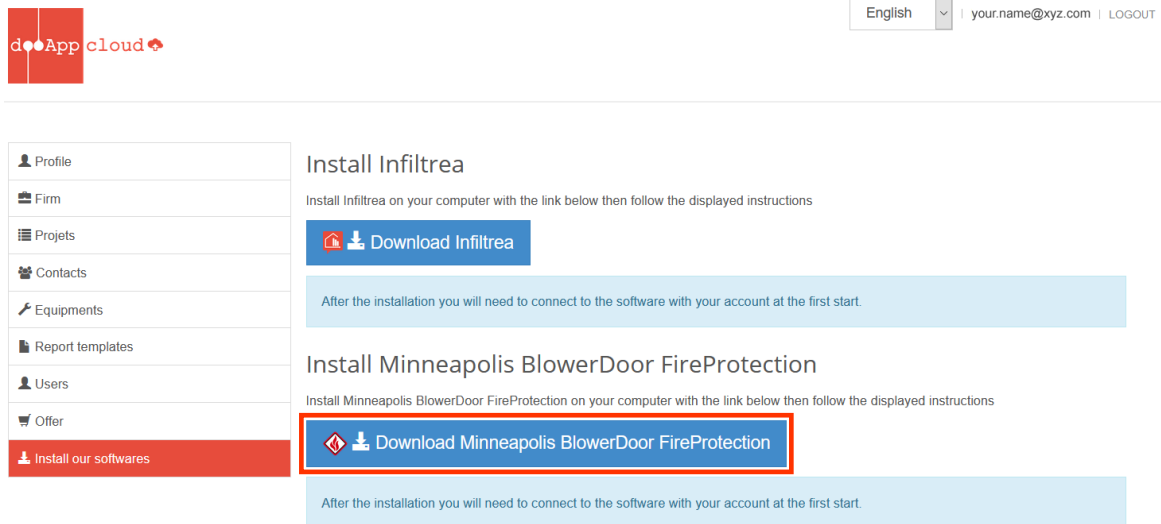 English
your.name@xyz.com | LOGOUT
dooApp cloud
Profile
Firm
Projets
Contacts
Equipments
Report templates
Users
Offer
Install our softwares
Install Infiltrea
Install Infiltrea on your computer with the link below then follow the displayed instructions
Download Infiltrea
After the installation you will need to connect to the software with your account at the first start.
Install Minneapolis BlowerDoor FireProtection
Install Minneapolis BlowerDoor FireProtection on your computer with the link below then follow the displayed instructions
Download Minneapolis BlowerDoor FireProtection
After the installation you will need to connect to the software with your account at the first start.